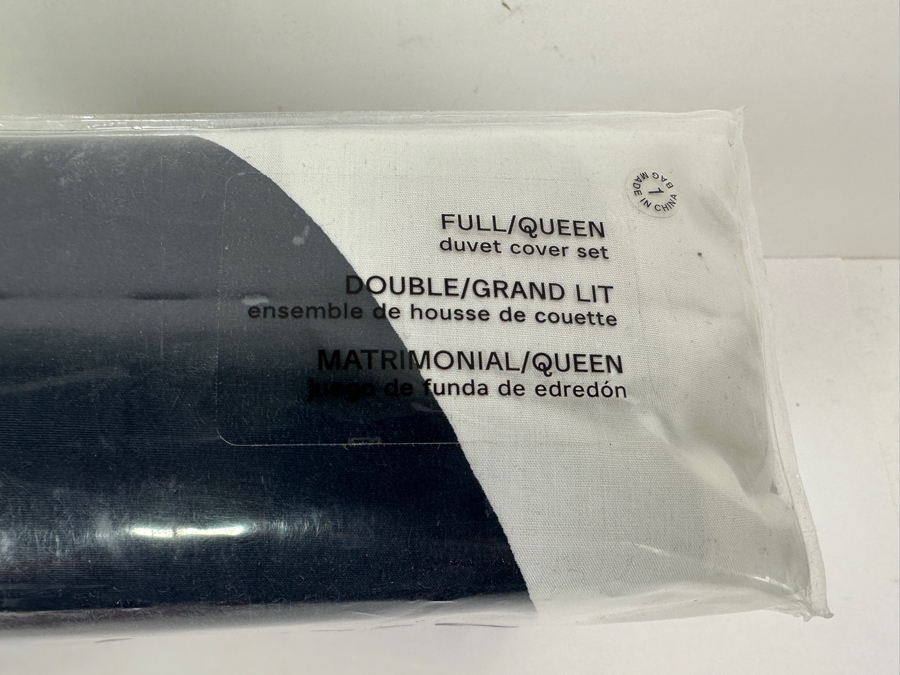 FULL/QUEEN
duvet cover set
DOUBLE/GRAND LIT
ensemble de housse de couette
MATRIMONIAL/QUEEN
juego de funda de edredón
BAG MADE IN CHINA
1